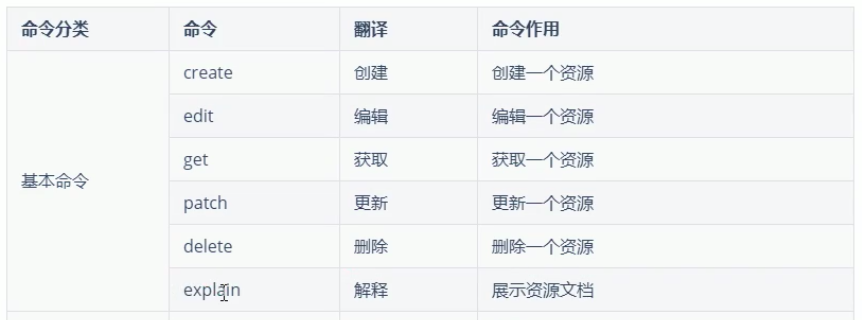 命令分类 命令 翻译 命令作用
create 创建 创建一个资源
edit 编辑 编辑一个资源
get 获取 获取一个资源
基本命令
patch 更新 更新一个资源
delete 删除 删除一个资源
explain 解释 展示资源文档